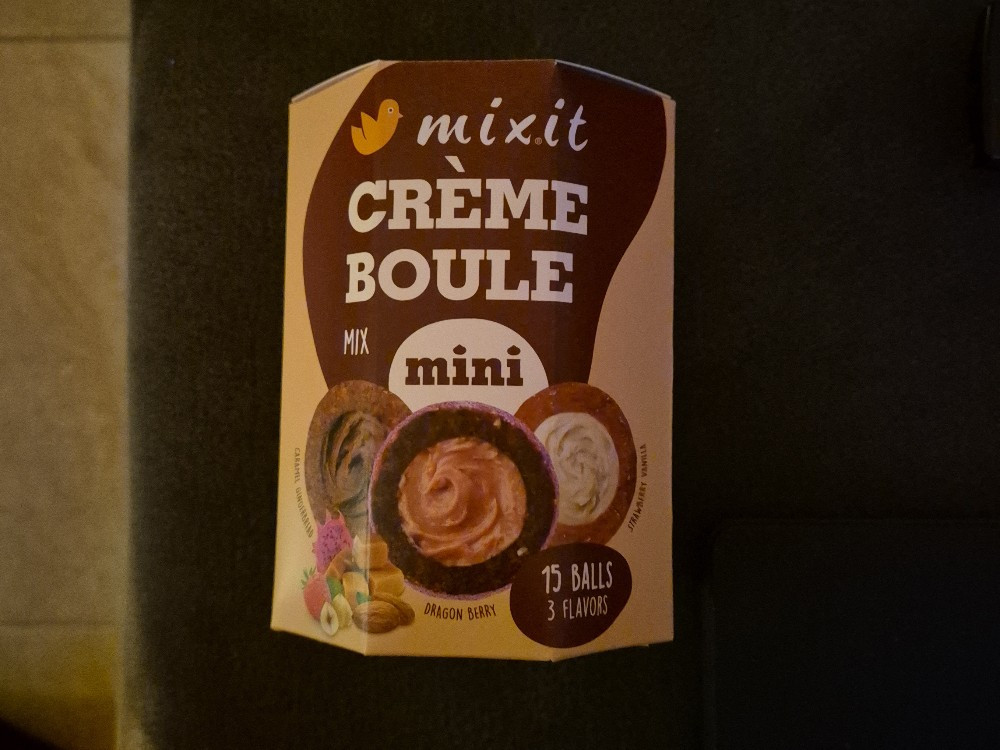 mixit®
CRÈME
BOULE
MIX
mini
CARAMEL GINGERBREAD
STRAWBERRY VANILLA
15 BALLS
3 FLAVORS
DRAGON BERRY